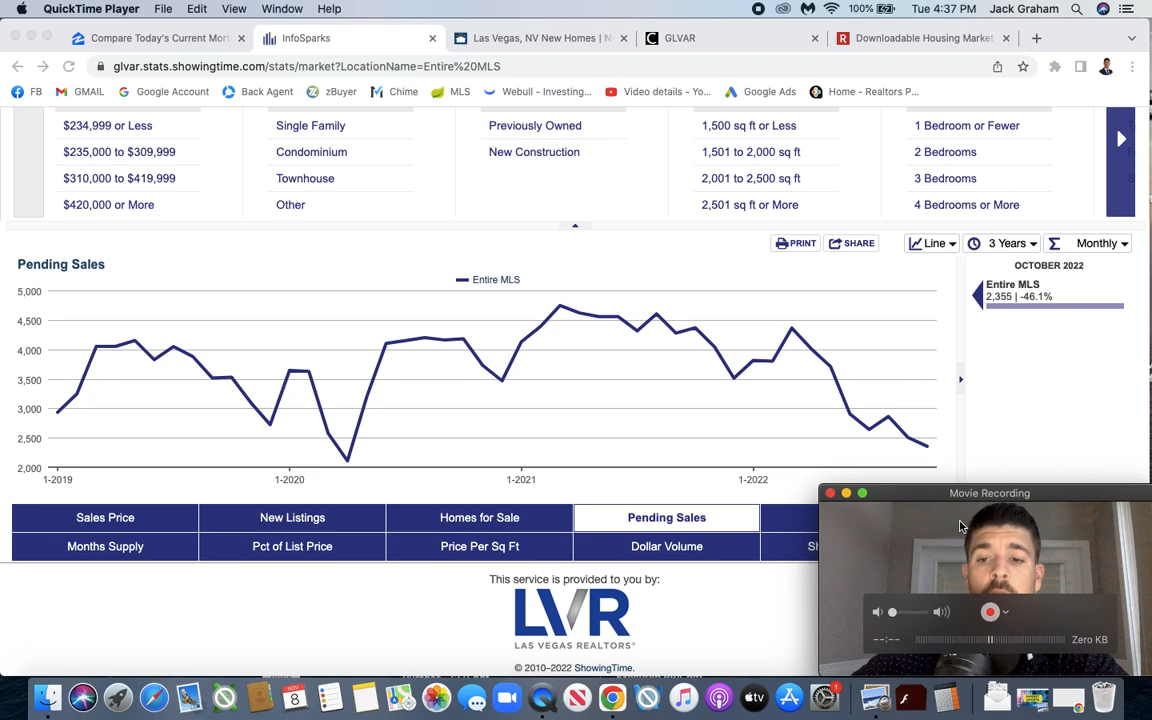 QuickTime Player File Edit View Window Help 100% Tue 4:37 PM Jack Graham
Compare Today's Current Mort × InfoSparks × Las Vegas, NV New Homes | N × GLVAR × Downloadable Housing Market ×
glvar.stats.showingtime.com/stats/market?LocationName=Entire%20MLS
FB GMAIL Google Account Back Agent zBuyer Chime MLS Webull - Investing... Video details - Yo... Google Ads Home - Realtors P...
$234,999 or Less Single Family Previously Owned 1,500 sq ft or Less 1 Bedroom or Fewer
$235,000 to $309,999 Condominium New Construction 1,501 to 2,000 sq ft 2 Bedrooms
$310,000 to $419,999 Townhouse 2,001 to 2,500 sq ft 3 Bedrooms
$420,000 or More Other 2,501 sq ft or More 4 Bedrooms or More
PRINT SHARE Line 3 Years Σ Monthly
Pending Sales
Entire MLS
OCTOBER 2022
Entire MLS
2,355 | -46.1%
5,000
4,500
4,000
3,500
3,000
2,500
2,000
1-2019 1-2020 1-2021 1-2022
Sales Price New Listings Homes for Sale Pending Sales
Months Supply Pct of List Price Price Per Sq Ft Dollar Volume Sh
Movie Recording
--:-- Zero KB
This service is provided to you by:
LVR
LAS VEGAS REALTORS®
© 2010–2022 ShowingTime.
NOV
8
tv
1